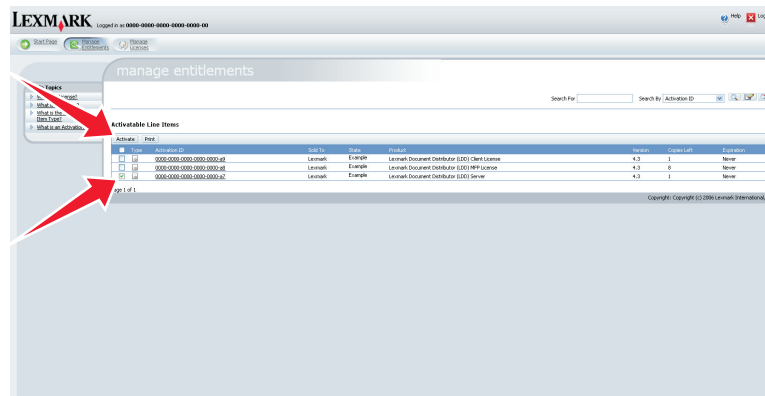 LEXMARK Logged in as 0000-0000-0000-0000-0000-00
Help
Start Page
Manage Entitlements
Manage Licenses
manage entitlements
Topics
What is the
Item Type?
What is an Activation
Search For
Search By Activation ID
Activatable Line Items
Activate Print
Type Activation ID Sold To State Product Version Copies Left Expiration
0000-0000-0000-0000-0000-a9 Lexmark Example Lexmark Document Distributor (LDD) Client License 4.3 1 Never
0000-0000-0000-0000-0000-a8 Lexmark Example Lexmark Document Distributor (LDD) MFP License 4.3 8 Never
0000-0000-0000-0000-0000-a7 Lexmark Example Lexmark Document Distributor (LDD) Server 4.3 1 Never
age 1 of 1
Copyright: Copyright (c) 2006 Lexmark International,